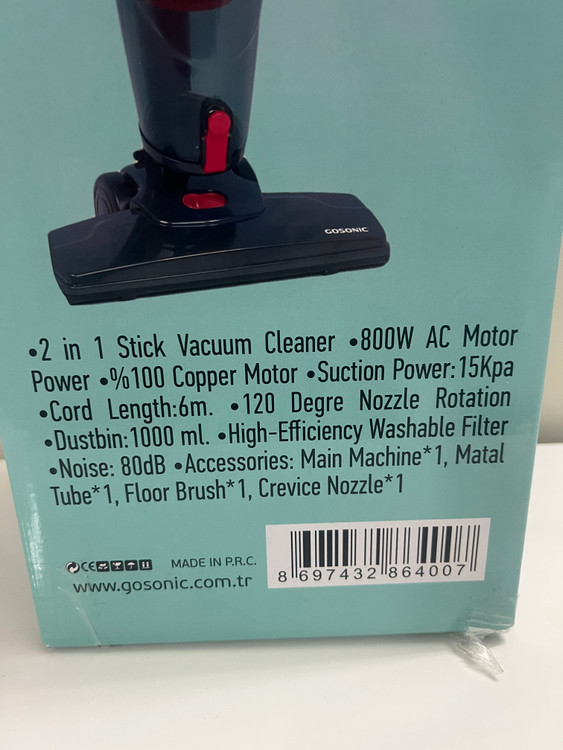 GOSONIC
•2 in 1 Stick Vacuum Cleaner •800W AC Motor
Power •%100 Copper Motor •Suction Power:15Kpa
•Cord Length:6m. •120 Degre Nozzle Rotation
•Dustbin:1000 ml. •High-Efficiency Washable Filter
•Noise: 80dB •Accessories: Main Machine*1, Matal
Tube*1, Floor Brush*1, Crevice Nozzle*1
CE MADE IN P.R.C.
www.gosonic.com.tr
8 697432 864007